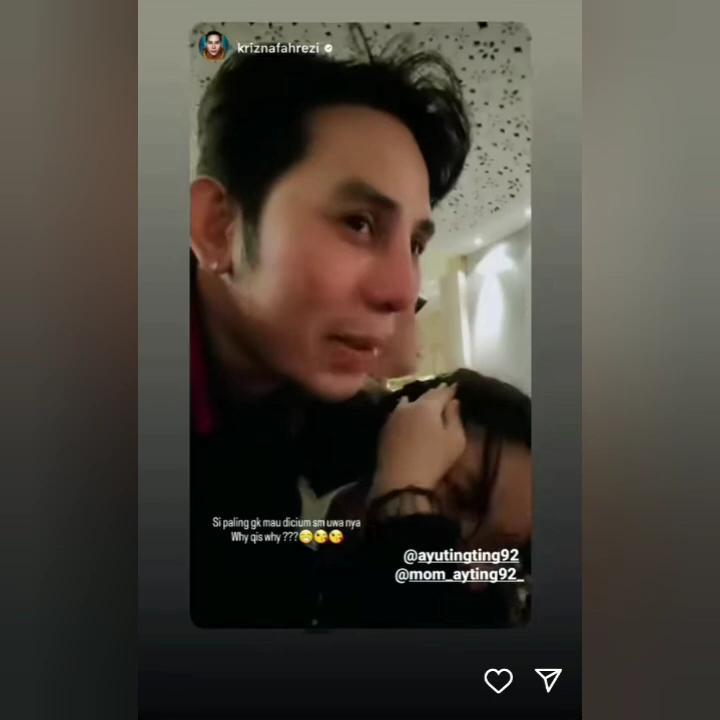 kriznafahrezi
Si paling gk mau dicium sm uwa nya
Why qis why ???😁😘😘
@ayutingting92
@mom_ayting92_